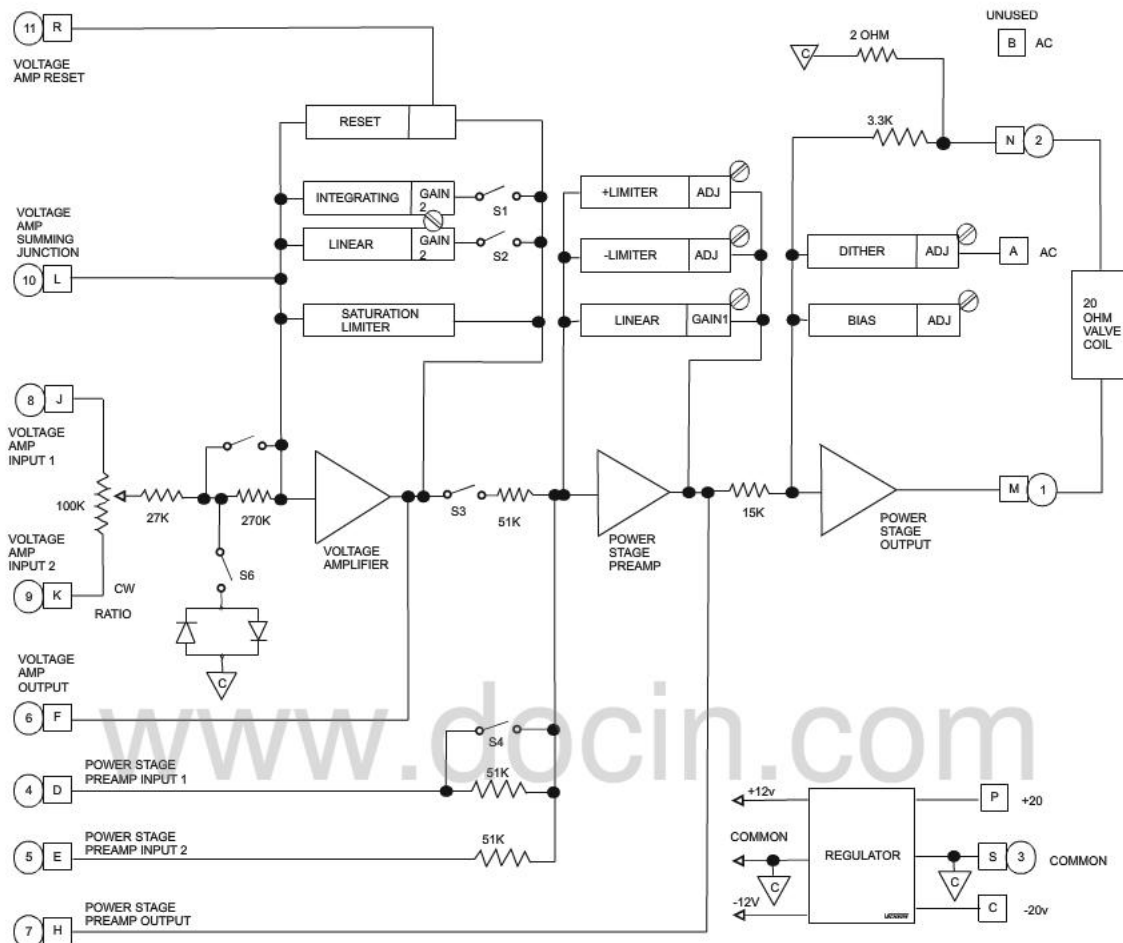 11 R
VOLTAGE
AMP RESET
UNUSED
B AC
2 OHM
C
3.3K
N 2
RESET
INTEGRATING GAIN
2
S1
LINEAR GAIN
2
S2
SATURATION
LIMITER
+LIMITER ADJ
-LIMITER ADJ
LINEAR GAIN1
DITHER ADJ
A AC
BIAS ADJ
20
OHM
VALVE
COIL
VOLTAGE
AMP
SUMMING
JUNCTION
10 L
8 J
VOLTAGE
AMP
INPUT 1
100K
27K
270K
VOLTAGE
AMPLIFIER
S3
51K
POWER
STAGE
PREAMP
15K
POWER
STAGE
OUTPUT
M 1
VOLTAGE
AMP
INPUT 2
9 K
CW
RATIO
S6
C
VOLTAGE
AMP
OUTPUT
6 F
www.docin.com
POWER STAGE
PREAMP INPUT 1
4 D
S4
51K
POWER STAGE
PREAMP INPUT 2
5 E
51K
POWER STAGE
PREAMP OUTPUT
7 H
+12v
COMMON
C
-12V
REGULATOR
P +20
S 3 COMMON
C
C -20v